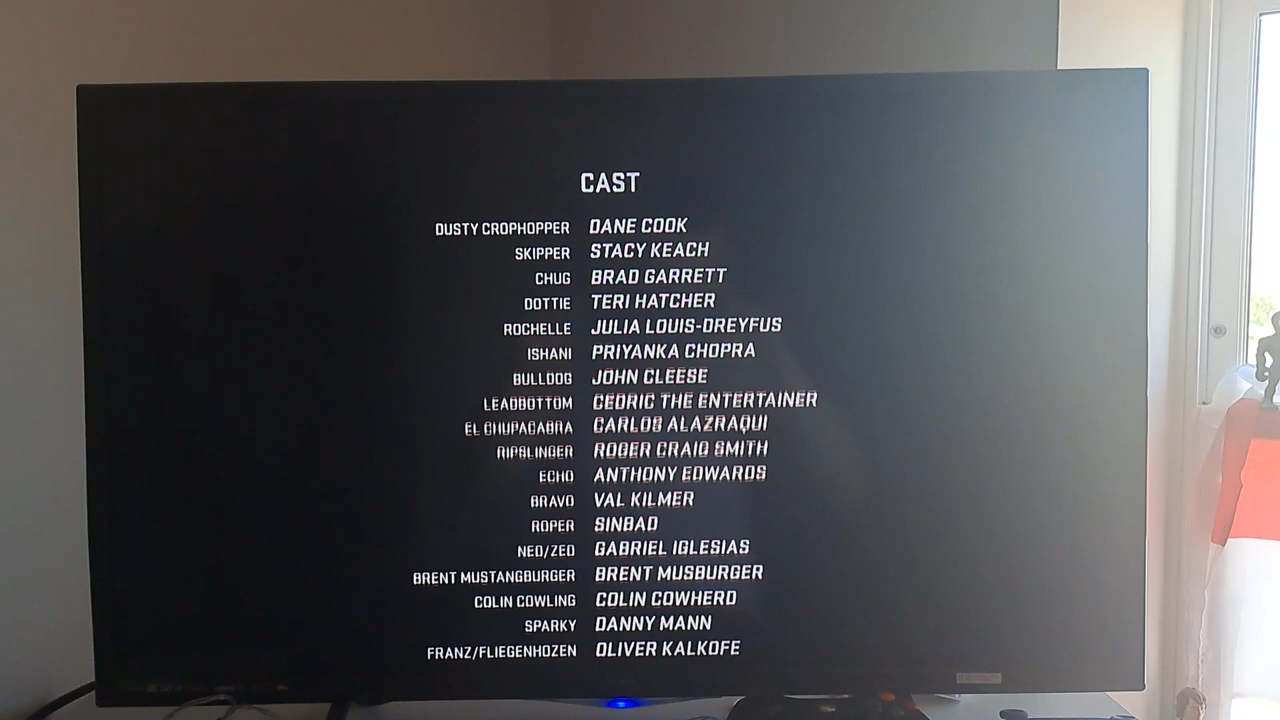 CAST
DUSTY CROPHOPPER DANE COOK
SKIPPER STACY KEACH
CHUG BRAD GARRETT
DOTTIE TERI HATCHER
ROCHELLE JULIA LOUIS-DREYFUS
ISHANI PRIYANKA CHOPRA
BULLDOG JOHN CLEESE
LEADBOTTOM CEDRIC THE ENTERTAINER
EL CHUPACABRA CARLOS ALAZRAQUI
RIPSLINGER ROGER CRAIG SMITH
ECHO ANTHONY EDWARDS
BRAVO VAL KILMER
ROPER SINBAD
NED/ZED GABRIEL IGLESIAS
BRENT MUSTANGBURGER BRENT MUSBURGER
COLIN COWLING COLIN COWHERD
SPARKY DANNY MANN
FRANZ/FLIEGENHOZEN OLIVER KALKOFE